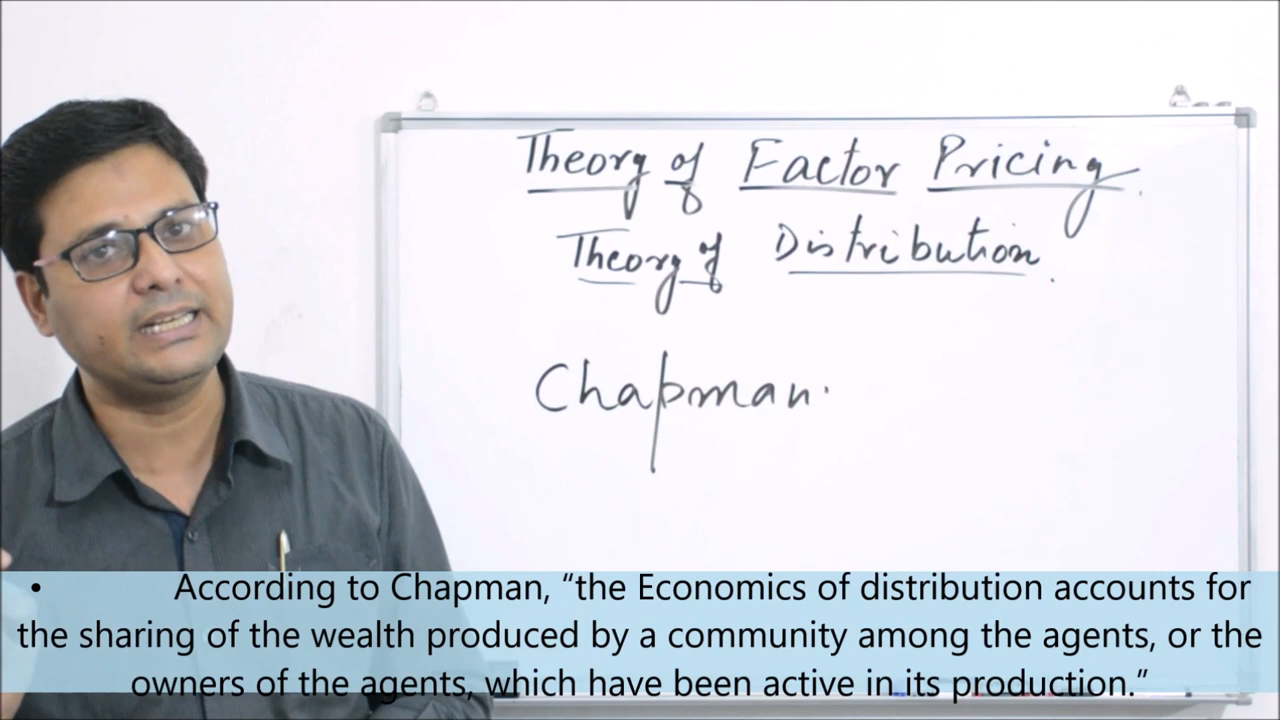 Theory of Factor Pricing.
Theory of Distribution.
Chapman.
• According to Chapman, “the Economics of distribution accounts for
the sharing of the wealth produced by a community among the agents, or the
owners of the agents, which have been active in its production.”